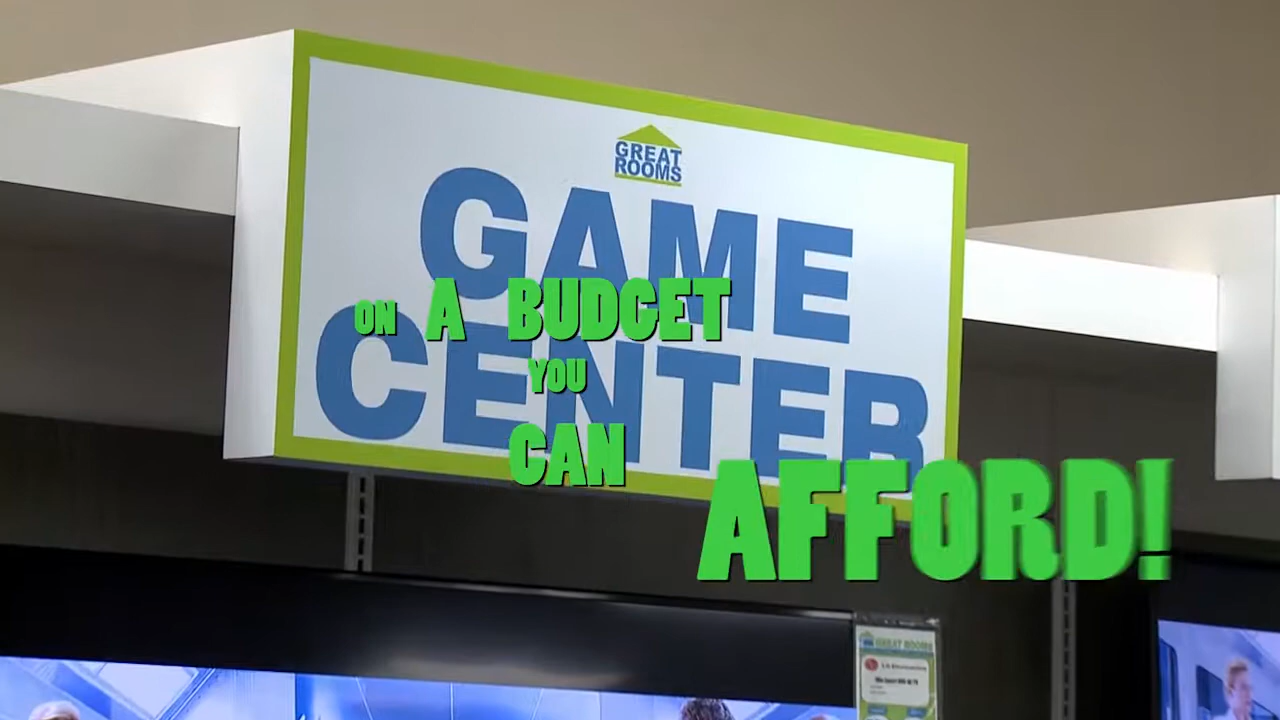 GREAT
ROOMS
GAME
CENTER
ON A BUDGET
YOU
CAN
AFFORD!
GREAT ROOMS